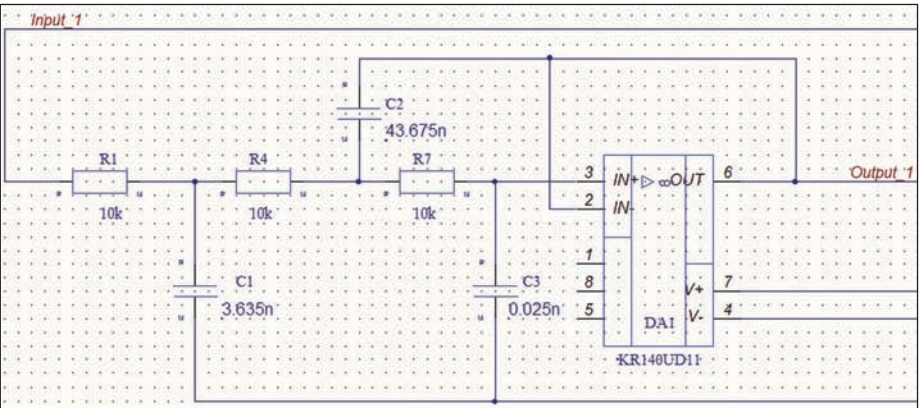 Input_1
C2
43.675n
R1
R4
R7
10k
10k
10k
3
IN+
OUT
6
Output_1
2
IN-
1
C1
3.635n
C3
0.025n
8
5
V+
7
V-
4
DA1
KR140UD11